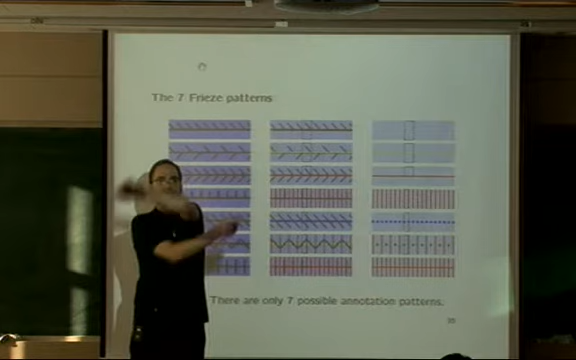 The 7 Frieze patterns
There are only 7 possible annotation patterns.